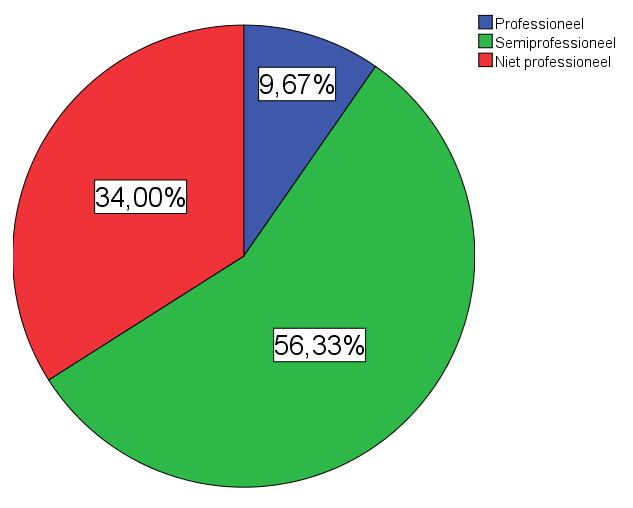 Professioneel
Semiprofessioneel
Niet professioneel
9,67%
34,00%
56,33%